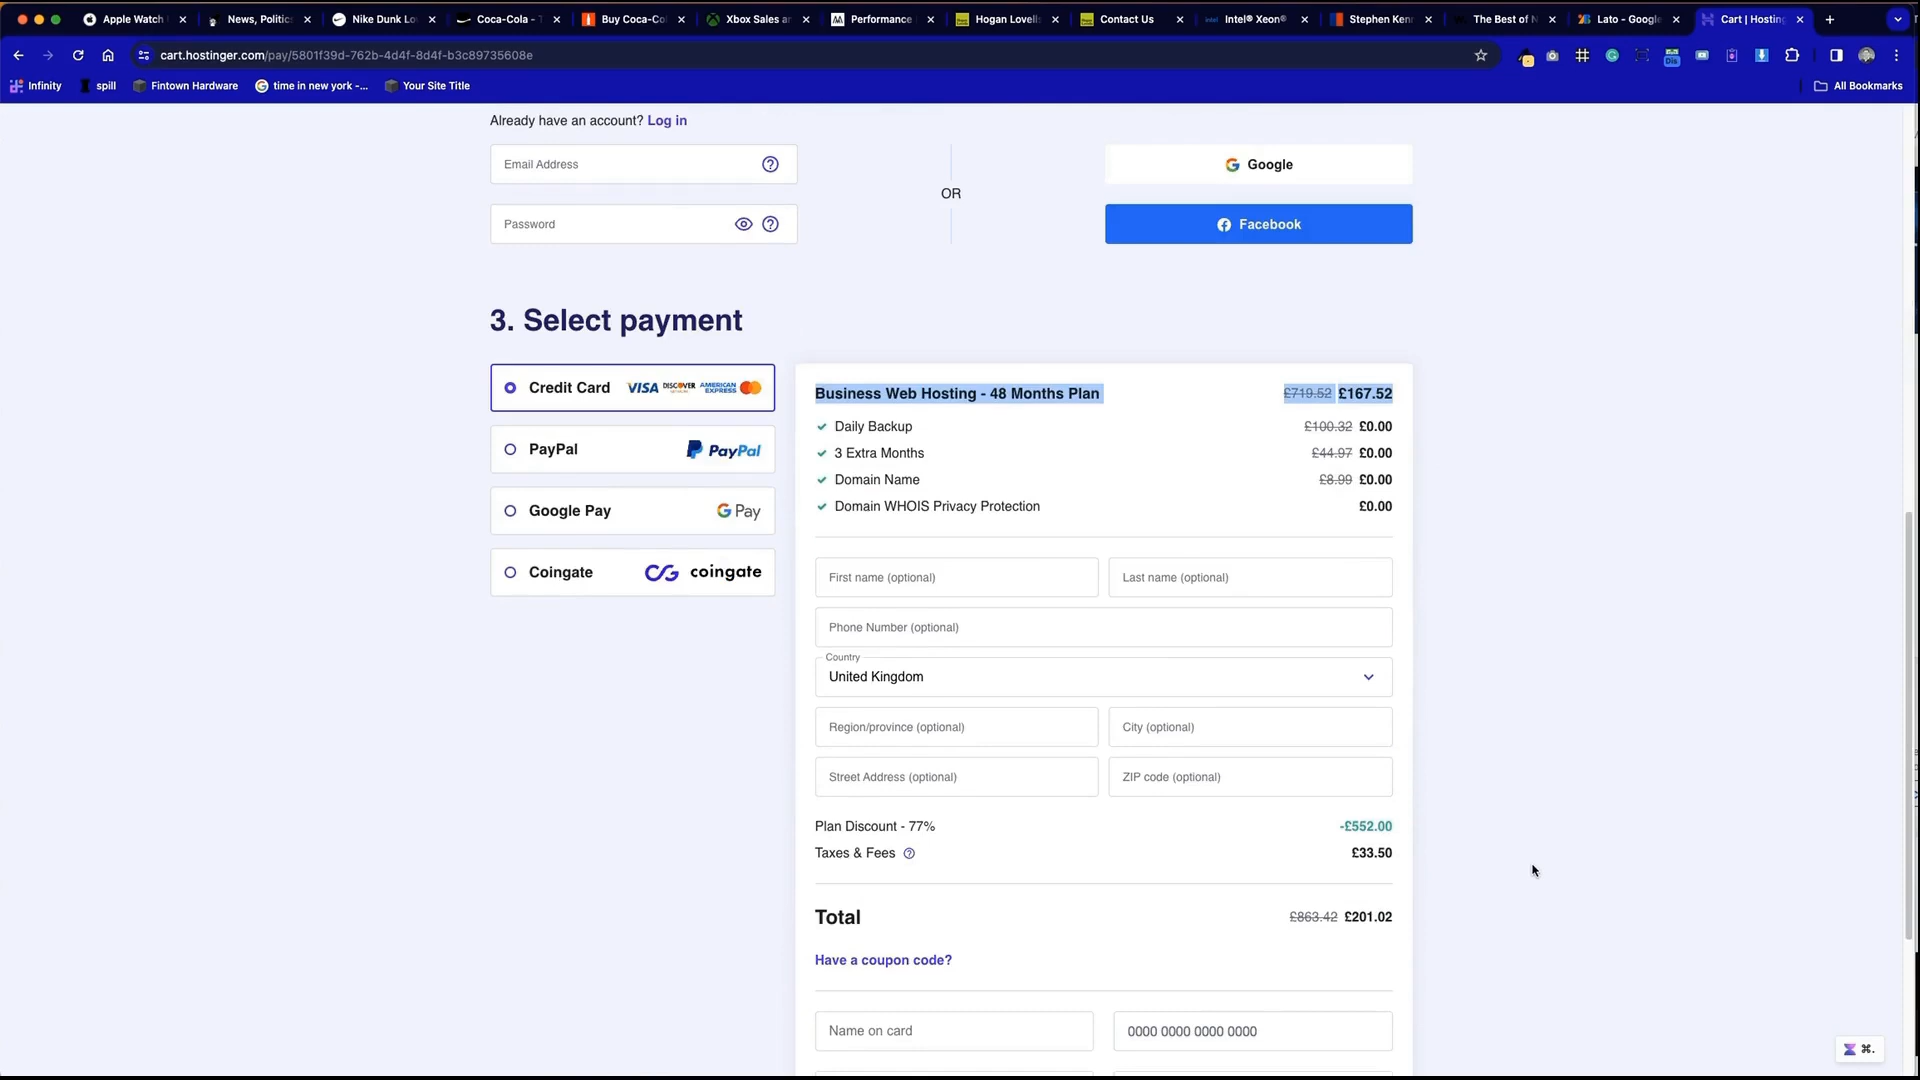 Apple Watch
News, Politic
Nike Dunk Lo
Coca-Cola - T
Buy Coca-Co
Xbox Sales a
Performance
Hogan Lovells
Contact Us
Intel® Xeon®
Stephen Ken
The Best of N
Lato - Google
Cart | Hosting
cart.hostinger.com/pay/5801f39d-762b-4d4f-8d4f-b3c89735608e
Infinity
spill
Fintown Hardware
time in new york -...
Your Site Title
All Bookmarks
Already have an account? Log in
Email Address
Password
OR
Google
Facebook
3. Select payment
Credit Card VISA DISCOVER AMERICAN EXPRESS
PayPal PayPal
Google Pay G Pay
Coingate coingate
Business Web Hosting - 48 Months Plan £719.52 £167.52
Daily Backup £100.32 £0.00
3 Extra Months £44.97 £0.00
Domain Name £8.99 £0.00
Domain WHOIS Privacy Protection £0.00
First name (optional) Last name (optional)
Phone Number (optional)
Country
United Kingdom
Region/province (optional) City (optional)
Street Address (optional) ZIP code (optional)
Plan Discount - 77% -£552.00
Taxes & Fees £33.50
Total £863.42 £201.02
Have a coupon code?
Name on card 0000 0000 0000 0000
⌘.